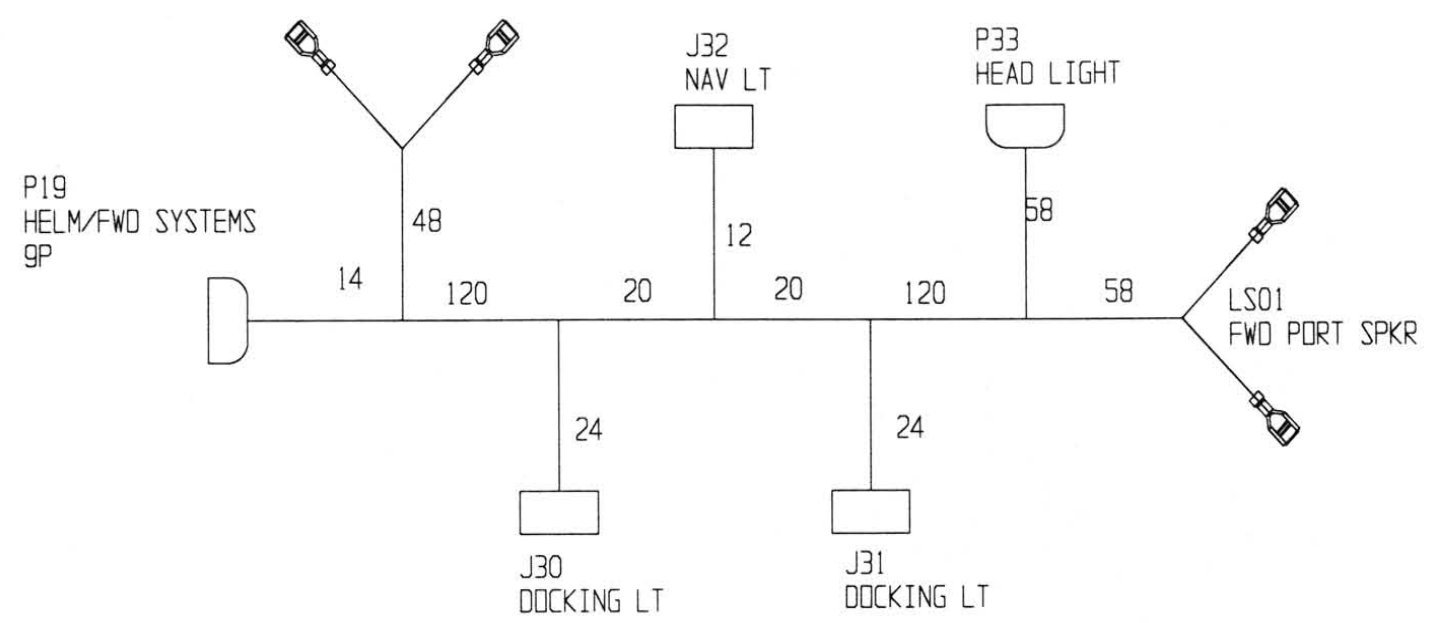 J32
NAV LT
P33
HEAD LIGHT
P19
HELM/FWD SYSTEMS
9P
48
12
58
14
120
20
20
120
58
LS01
FWD PORT SPKR
24
24
J30
DOCKING LT
J31
DOCKING LT